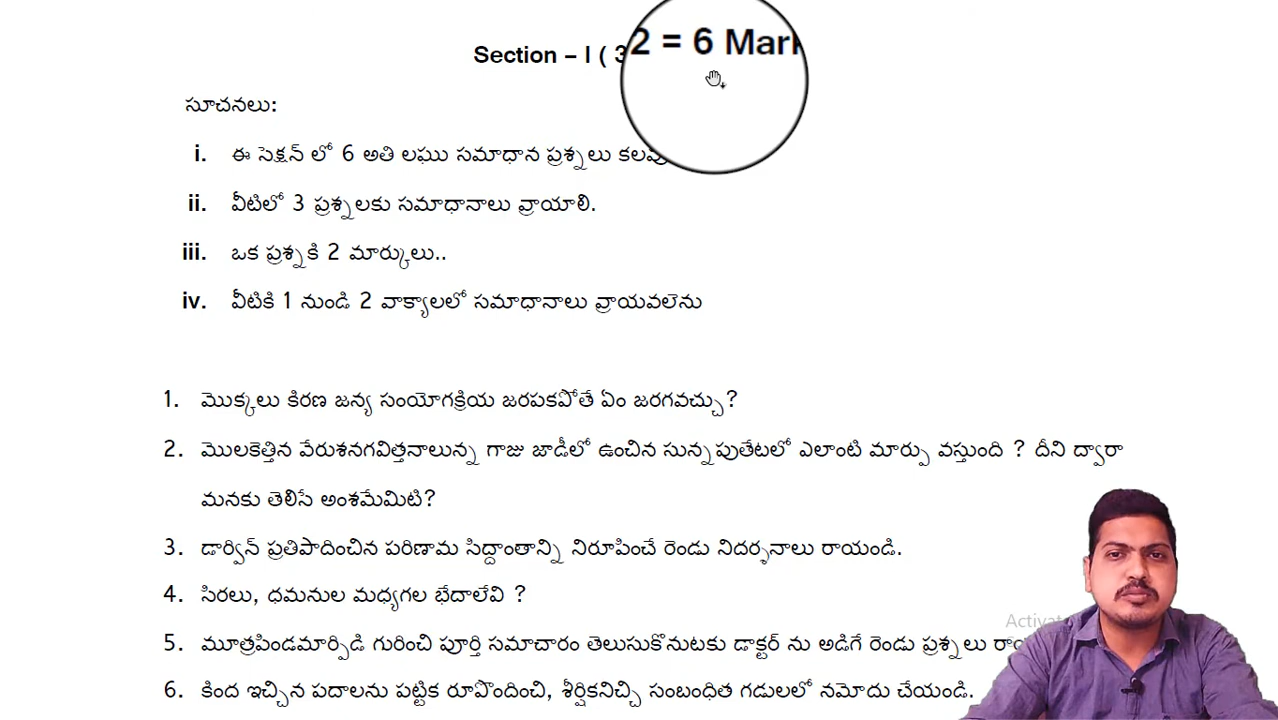 Section – I ( 3
2 = 6 Mark
సూచనలు:
i. ఈ సెక్షన్ లో 6 అతి లఘు సమాధాన ప్రశ్నలు కలవు
ii. వీటిలో 3 ప్రశ్నలకు సమాధానాలు వ్రాయాలి.
iii. ఒక ప్రశ్నకి 2 మార్కులు..
iv. వీటికి 1 నుండి 2 వాక్యాలలో సమాధానాలు వ్రాయవలెను
1. మొక్కలు కిరణ జన్య సంయోగక్రియ జరపకపోతే ఏం జరగవచ్చు?
2. మొలకెత్తిన వేరుశనగవిత్తనాలున్న గాజు జాడీలో ఉంచిన సున్నపుతేటలో ఎలాంటి మార్పు వస్తుంది ? దీని ద్వారా
మనకు తెలిసే అంశమేమిటి?
3. డార్విన్ ప్రతిపాదించిన పరిణామ సిద్దాంతాన్ని నిరూపించే రెండు నిదర్శనాలు రాయండి.
4. సిరలు, ధమనుల మధ్యగల భేదాలేవి ?
Activat
5. మూత్రపిండమార్పిడి గురించి పూర్తి సమాచారం తెలుసుకొనుటకు డాక్టర్ ను అడిగే రెండు ప్రశ్నలు
6. కింద ఇచ్చిన పదాలను పట్టిక రూపొందించి, శీర్షికనిచ్చి సంబంధిత గడులలో నమోదు చేయండి.